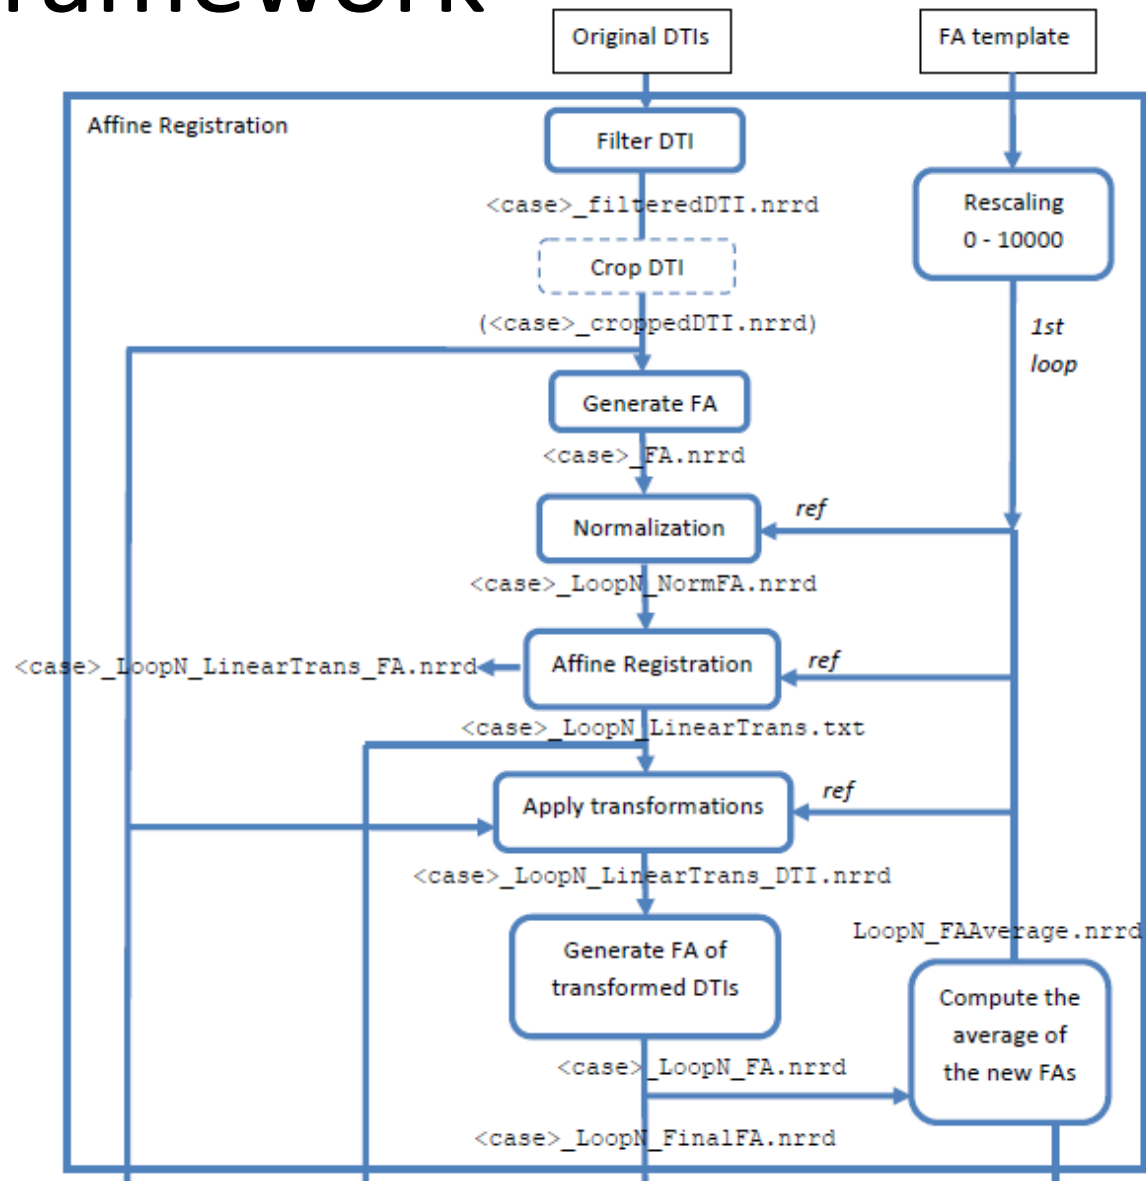 ramework
Original DTIs
FA template
Affine Registration
Filter DTI
<case>_filteredDTI.nrrd
Rescaling
0 - 10000
Crop DTI
(<case>_croppedDTI.nrrd)
1st
loop
Generate FA
<case>_FA.nrrd
Normalization
ref
<case>_LoopN_NormFA.nrrd
Affine Registration
ref
<case>_LoopN_LinearTrans_FA.nrrd
<case>_LoopN_LinearTrans.txt
Apply transformations
ref
<case>_LoopN_LinearTrans_DTI.nrrd
Generate FA of
transformed DTIs
LoopN_FAAverage.nrrd
Compute the
average of
the new FAs
<case>_LoopN_FA.nrrd
<case>_LoopN_FinalFA.nrrd